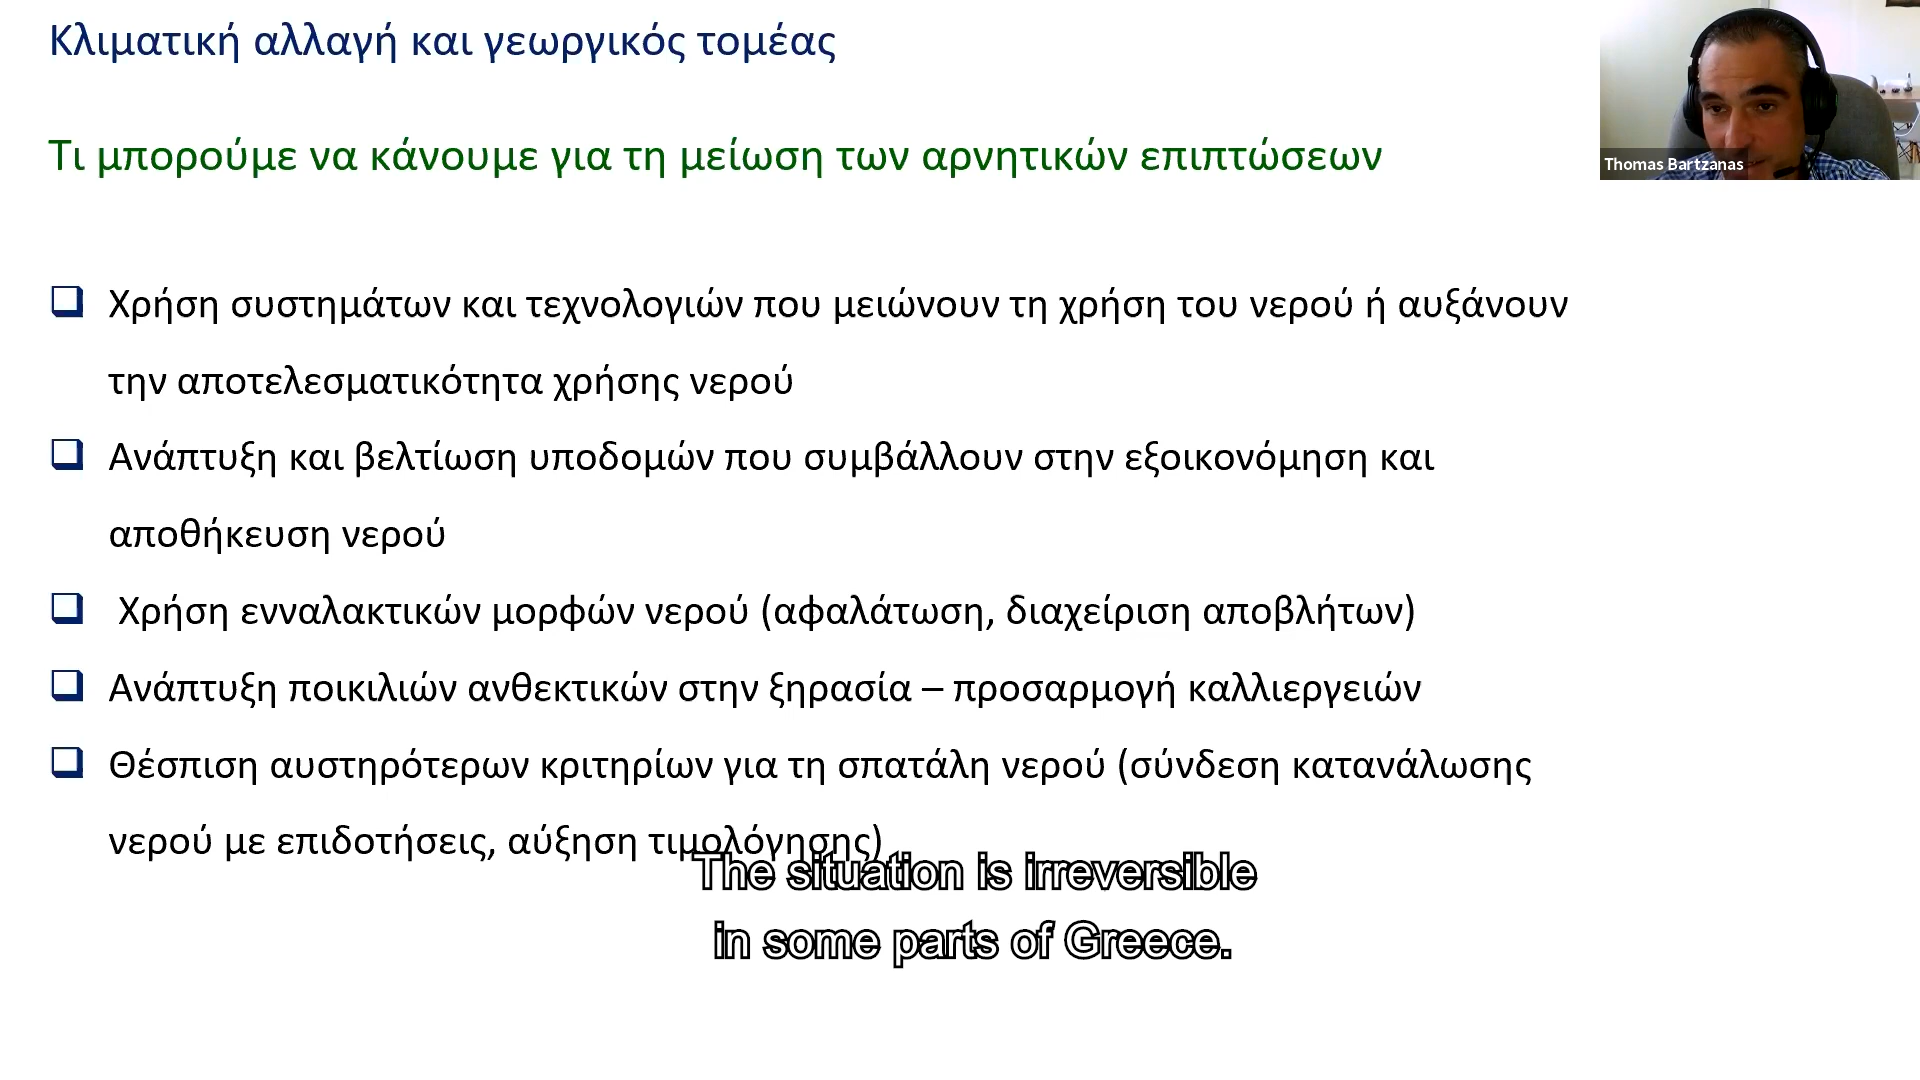 Κλιματική αλλαγή και γεωργικός τομέας
Τι μπορούμε να κάνουμε για τη μείωση των αρνητικών επιπτώσεων
Thomas Bartzanas
Χρήση συστημάτων και τεχνολογιών που μειώνουν τη χρήση του νερού ή αυξάνουν
την αποτελεσματικότητα χρήσης νερού
Ανάπτυξη και βελτίωση υποδομών που συμβάλλουν στην εξοικονόμηση και
αποθήκευση νερού
Χρήση ενναλακτικών μορφών νερού (αφαλάτωση, διαχείριση αποβλήτων)
Ανάπτυξη ποικιλιών ανθεκτικών στην ξηρασία – προσαρμογή καλλιεργειών
Θέσπιση αυστηρότερων κριτηρίων για τη σπατάλη νερού (σύνδεση κατανάλωσης
νερού με επιδοτήσεις, αύξηση τιμολόγησης)
The situation is irreversible
in some parts of Greece.